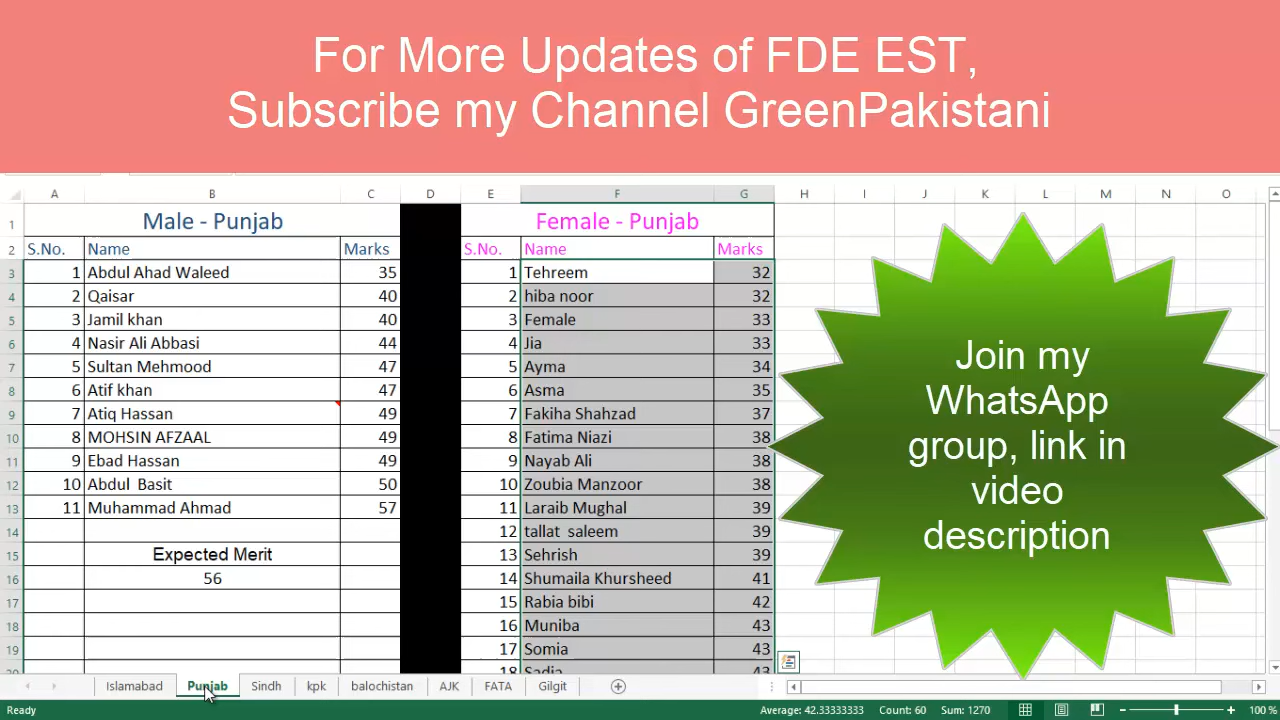 For More Updates of FDE EST,
Subscribe my Channel GreenPakistani
A B C D E F G H I J K L M N O
1 Male - Punjab Female - Punjab
2 S.No. Name Marks S.No. Name Marks
3 1 Abdul Ahad Waleed 35 1 Tehreem 32
4 2 Qaisar 40 2 hiba noor 32
5 3 Jamil khan 40 3 Female 33
6 4 Nasir Ali Abbasi 44 4 Jia 33
7 5 Sultan Mehmood 47 5 Ayma 34
8 6 Atif khan 47 6 Asma 35
9 7 Atiq Hassan 49 7 Fakiha Shahzad 37
10 8 MOHSIN AFZAAL 49 8 Fatima Niazi 38
11 9 Ebad Hassan 49 9 Nayab Ali 38
12 10 Abdul  Basit 50 10 Zoubia Manzoor 38
13 11 Muhammad Ahmad 57 11 Laraib Mughal 39
14 12 tallat  saleem 39
15 Expected Merit 13 Sehrish 39
16 56 14 Shumaila Khursheed 41
17 15 Rabia bibi 42
18 16 Muniba 43
19 17 Somia 43
20 18 Sadia 43
Join my
WhatsApp
group, link in
video
description
Islamabad Punjab Sindh kpk balochistan AJK FATA Gilgit
Ready Average: 42.33333333 Count: 60 Sum: 1270 100 %